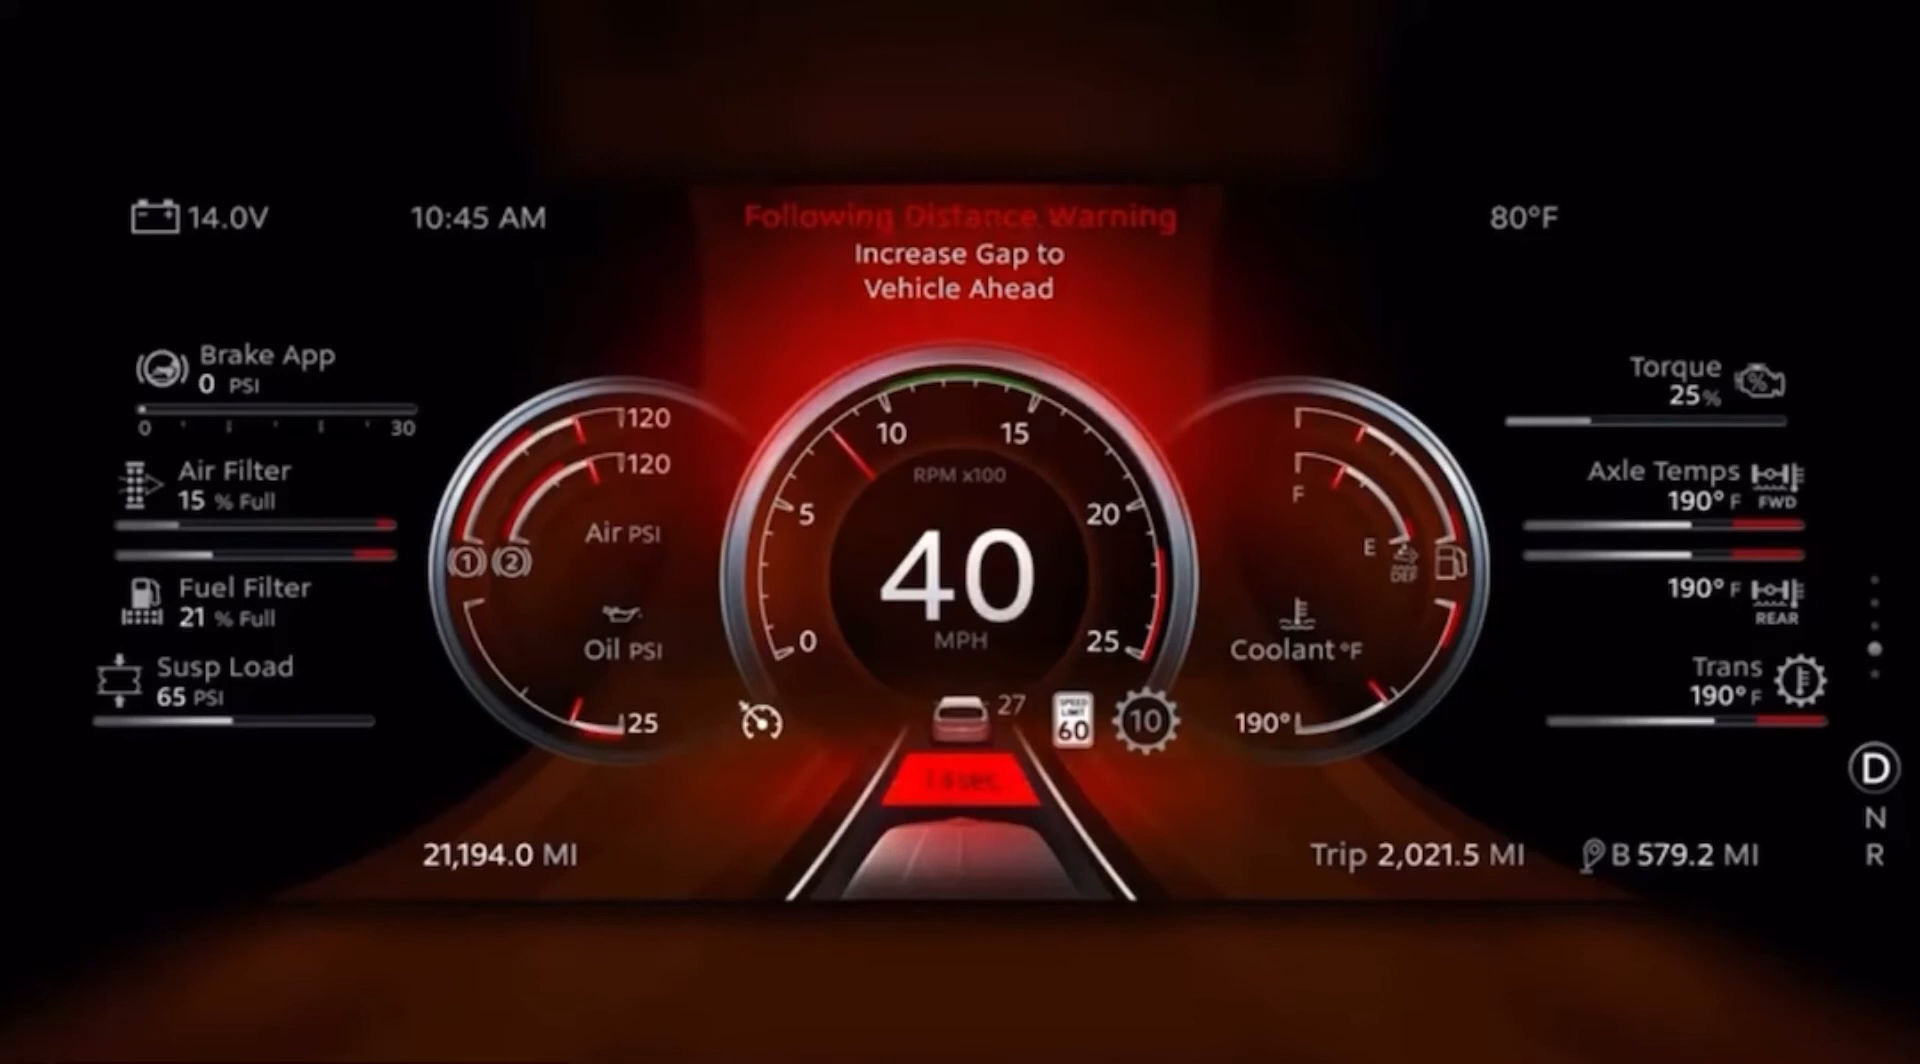 14.0V
10:45 AM
Following Distance Warning
Increase Gap to
Vehicle Ahead
80°F
Brake App
0 PSI
0 30
Air Filter
15 % Full
Fuel Filter
21 % Full
Susp Load
65 PSI
120
120
Air PSI
1 2
Oil PSI
25
0
5
10
15
20
25
RPM x100
40
MPH
27
SPEED
LIMIT
60
10
F
E
DEF
Coolant °F
190°
Torque
25%
Axle Temps
190° F FWD
190° F REAR
Trans
190° F
D
N
R
21,194.0 MI
Trip 2,021.5 MI
B 579.2 MI